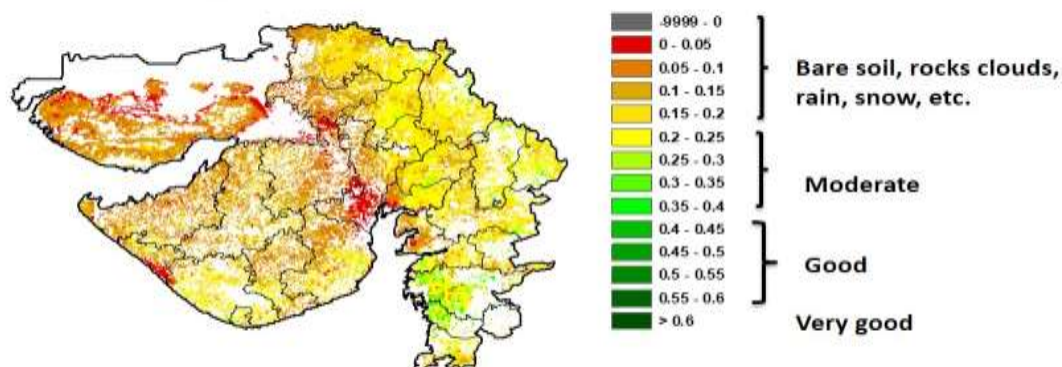 -9999 - 0
0 - 0.05
0.05 - 0.1
0.1 - 0.15
0.15 - 0.2
0.2 - 0.25
0.25 - 0.3
0.3 - 0.35
0.35 - 0.4
0.4 - 0.45
0.45 - 0.5
0.5 - 0.55
0.55 - 0.6
> 0.6
Bare soil, rocks clouds,
rain, snow, etc.
Moderate
Good
Very good